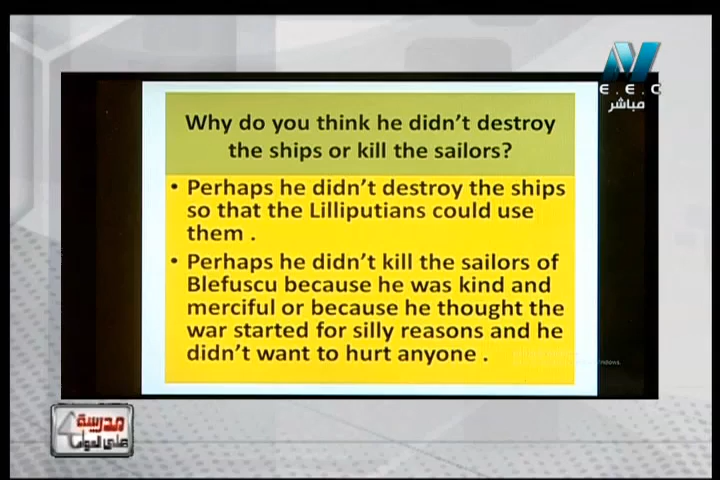 E.E.C
مباشر
Why do you think he didn't destroy
the ships or kill the sailors?
• Perhaps he didn't destroy the ships
so that the Lilliputians could use
them .
• Perhaps he didn't kill the sailors of
Blefuscu because he was kind and
merciful or because he thought the
war started for silly reasons and he
didn't want to hurt anyone .
مدرسة
على الهواء